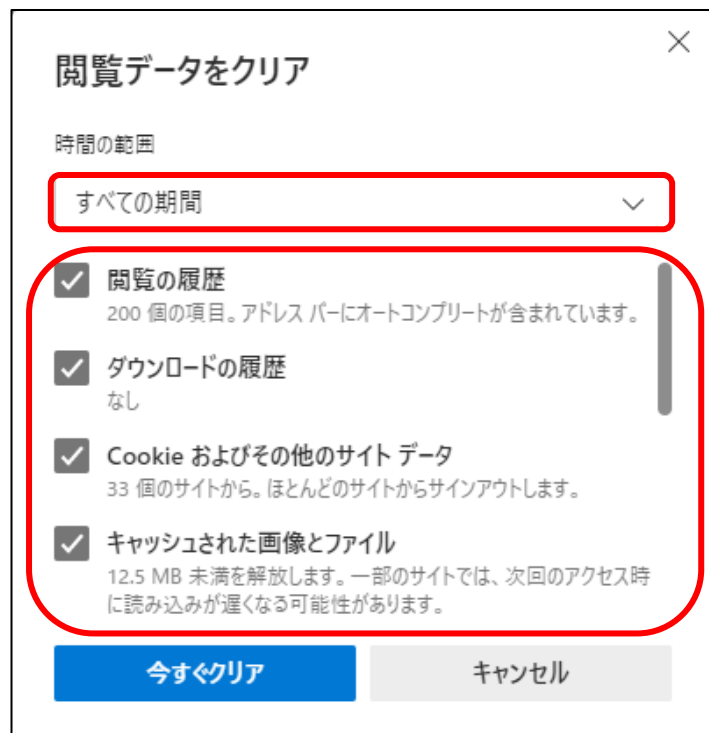 閲覧データをクリア
時間の範囲
すべての期間
閲覧の履歴
200 個の項目。アドレス バーにオートコンプリートが含まれています。
ダウンロードの履歴
なし
Cookie およびその他のサイト データ
33 個のサイトから。ほとんどのサイトからサインアウトします。
キャッシュされた画像とファイル
12.5 MB 未満を解放します。一部のサイトでは、次回のアクセス時
に読み込みが遅くなる可能性があります。
今すぐクリア
キャンセル